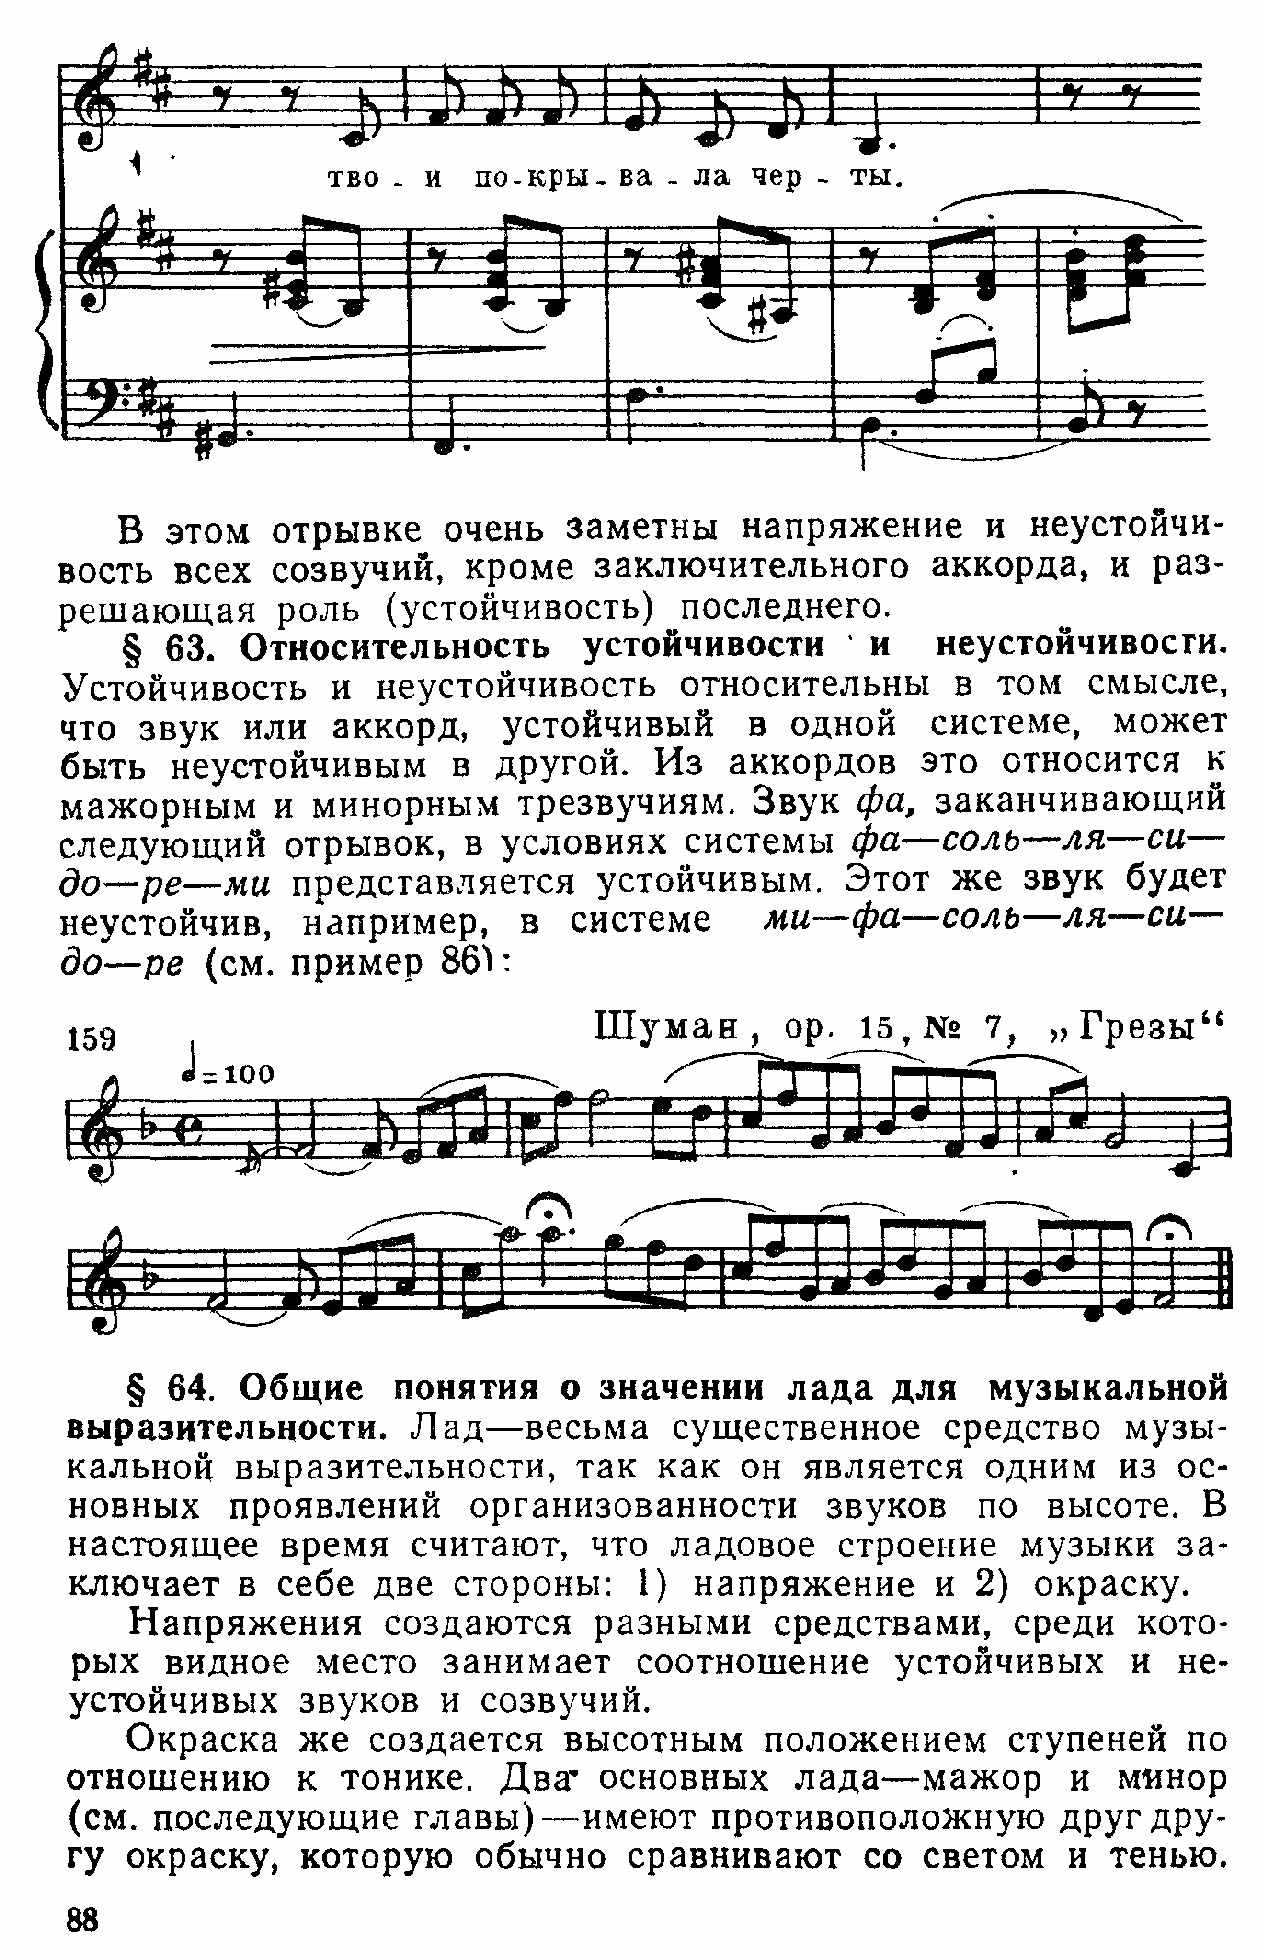 тво - и по-кры- ва - ла чер - ты.
В этом отрывке очень заметны напряжение и неустойчи-
вость всех созвучий, кроме заключительного аккорда, и раз-
решающая роль (устойчивость) последнего.
§ 63. Относительность устойчивости и неустойчивости.
Устойчивость и неустойчивость относительны в том смысле,
что звук или аккорд, устойчивый в одной системе, может
быть неустойчивым в другой. Из аккордов это относится к
мажорным и минорным трезвучиям. Звук фа, заканчивающий
следующий отрывок, в условиях системы фа—соль—ля—си—
до—ре—ми представляется устойчивым. Этот же звук будет
неустойчив, например, в системе ми—фа—соль—ля—си—
до—ре (см. пример 86):
159 Шуман, ор. 15, № 7, „Грезы“
=100
§ 64. Общие понятия о значении лада для музыкальной
выразительности. Лад—весьма существенное средство музы-
кальной выразительности, так как он является одним из ос-
новных проявлений организованности звуков по высоте. В
настоящее время считают, что ладовое строение музыки за-
ключает в себе две стороны: 1) напряжение и 2) окраску.
Напряжения создаются разными средствами, среди кото-
рых видное место занимает соотношение устойчивых и не-
устойчивых звуков и созвучий.
Окраска же создается высотным положением ступеней по
отношению к тонике. Два основных лада—мажор и минор
(см. последующие главы)—имеют противоположную друг дру-
гу окраску, которую обычно сравнивают со светом и тенью.
88